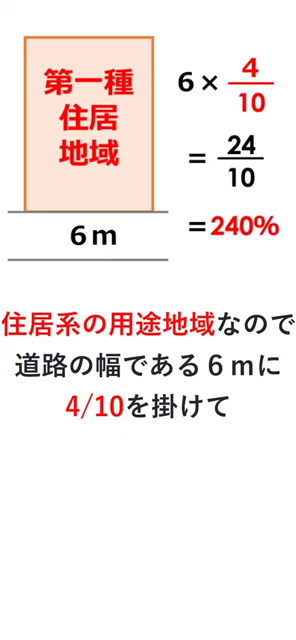 第一種
住居
地域
6 × 4/10
= 24/10
= 240%
6m
住居系の用途地域なので
道路の幅である６ｍに
4/10を掛けて